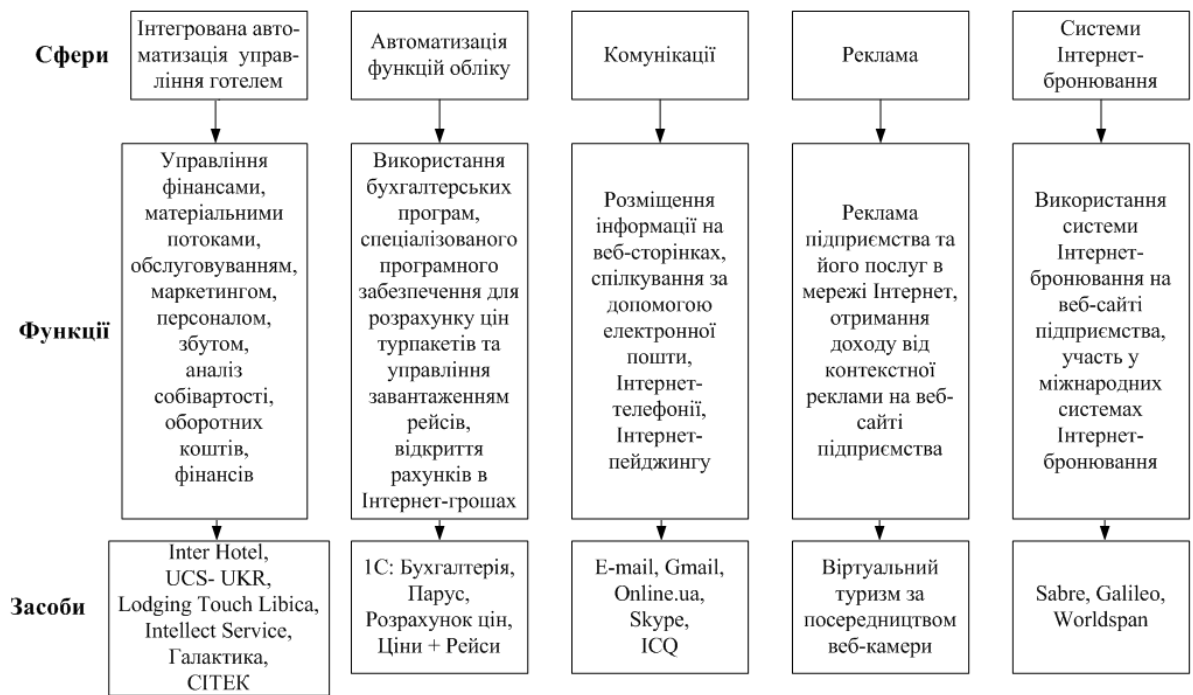 Сфери
Інтегрована авто-
матизація управ-
ління готелем
Автоматизація
функцій обліку
Комунікації
Реклама
Системи
Інтернет-
бронювання
Функції
Управління
фінансами,
матеріальними
потоками,
обслуговуванням,
маркетингом,
персоналом,
збутом,
аналіз
собівартості,
оборотних
коштів,
фінансів
Використання
бухгалтерських
програм,
спеціалізованого
програмного
забезпечення для
розрахунку цін
турпакетів та
управління
завантаженням
рейсів,
відкриття
рахунків в
Інтернет-грошах
Розміщення
інформації на
веб-сторінках,
спілкування за
допомогою
електронної
пошти,
Інтернет-
телефонії,
Інтернет-
пейджингу
Реклама
підприємства та
його послуг в
мережі Інтернет,
отримання
доходу від
контекстної
реклами на веб-
сайті
підприємства
Використання
системи
Інтернет-
бронювання на
веб-сайті
підприємства,
участь у
міжнародних
системах
Інтернет-
бронювання
Засоби
Inter Hotel,
UCS- UKR,
Lodging Touch Libica,
Intellect Service,
Галактика,
СІТЕК
1С: Бухгалтерія,
Парус,
Розрахунок цін,
Ціни + Рейси
E-mail, Gmail,
Online.ua,
Skype,
ICQ
Віртуальний
туризм за
посередництвом
веб-камери
Sabre, Galileo,
Worldspan